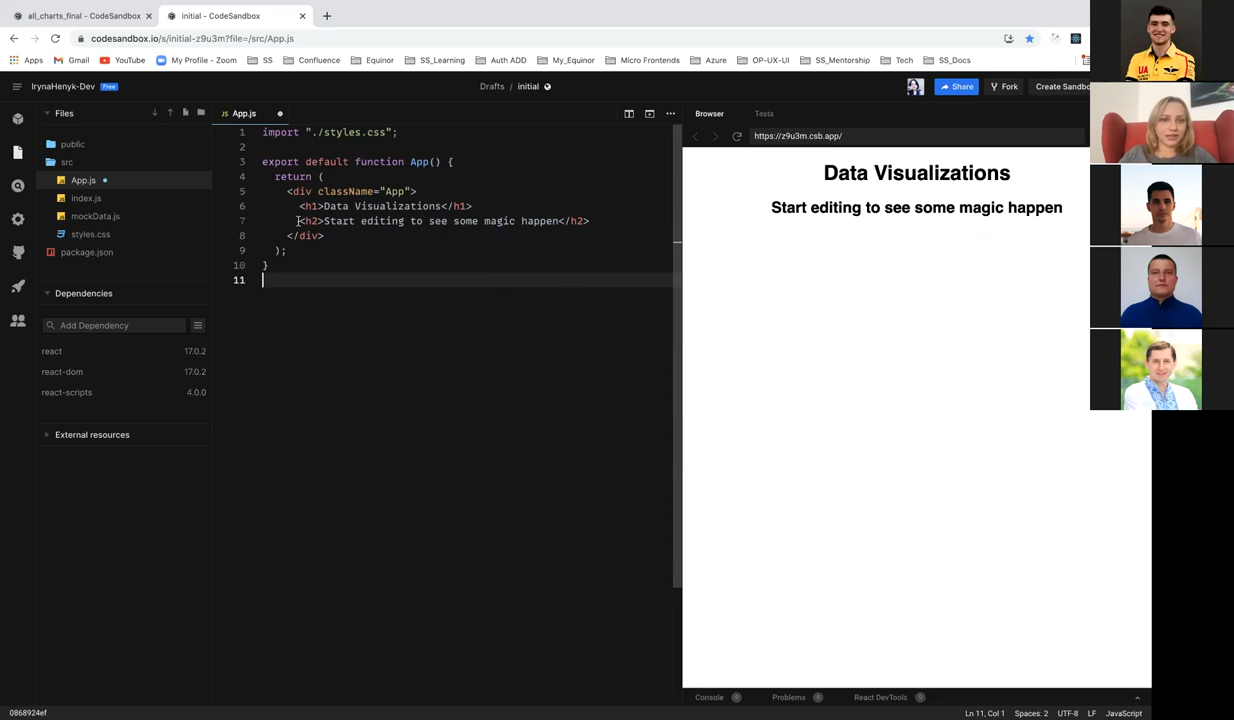 all_charts_final - CodeSandbox
initial - CodeSandbox
codesandbox.io/s/initial-z9u3m?file=/src/App.js
Apps
Gmail
YouTube
My Profile - Zoom
SS
Confluence
Equinor
SS_Learning
Auth ADD
My_Equinor
Micro Frontends
Azure
OP-UX-UI
SS_Mentorship
Tech
SS_Docs
IrynaHenyk-Dev Free
Drafts / initial
Share
Fork
Create Sandbo
Files
public
src
App.js
index.js
mockData.js
styles.css
package.json
Dependencies
Add Dependency
react 17.0.2
react-dom 17.0.2
react-scripts 4.0.0
External resources
App.js
1 import "./styles.css";
2
3 export default function App() {
4 return (
5 <div className="App">
6 <h1>Data Visualizations</h1>
7 <h2>Start editing to see some magic happen</h2>
8 </div>
9 );
10 }
11
Browser
Tests
https://z9u3m.csb.app/
Data Visualizations
Start editing to see some magic happen
UA
Console 0
Problems 0
React DevTools 0
0868924ef
Ln 11, Col 1
Spaces: 2
UTF-8
LF
JavaScript